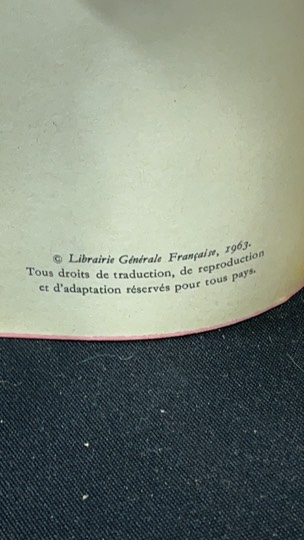 © Librairie Générale Française, 1963.
Tous droits de traduction, de reproduction
et d'adaptation réservés pour tous pays.